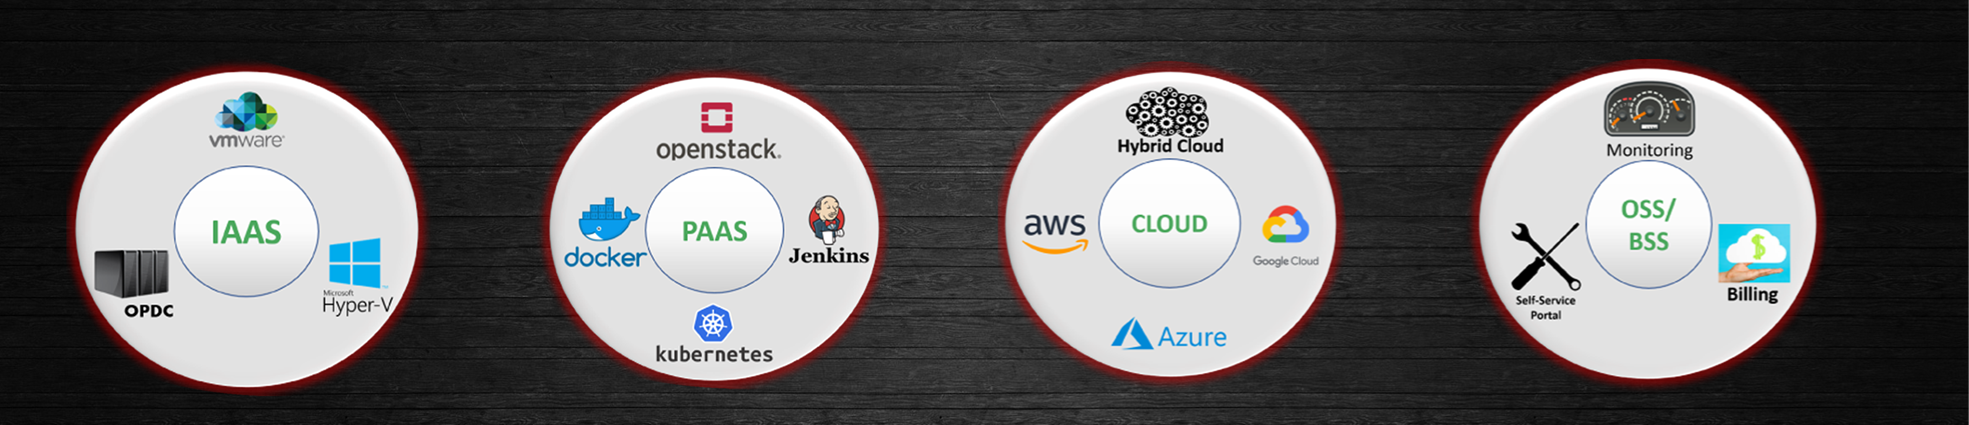 vmware®
IAAS
OPDC
Microsoft
Hyper-V
openstack.
docker
PAAS
Jenkins
kubernetes
Hybrid Cloud
aws
CLOUD
Google Cloud
Azure
Monitoring
OSS/
BSS
Self-Service
Portal
Billing